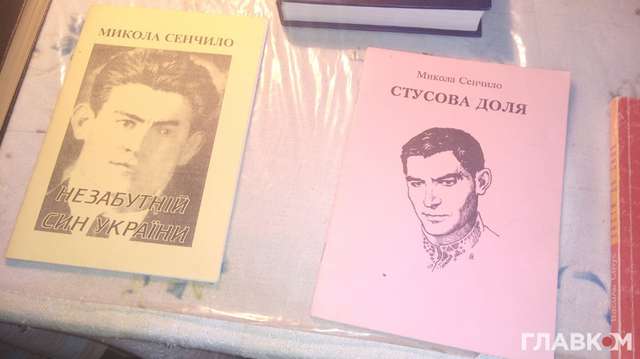 МИКОЛА СЕНЧИЛО
НЕЗАБУТНІЙ
СИН УКРАЇНИ
Микола Сенчило
СТУСОВА ДОЛЯ
ГЛАВКОМ